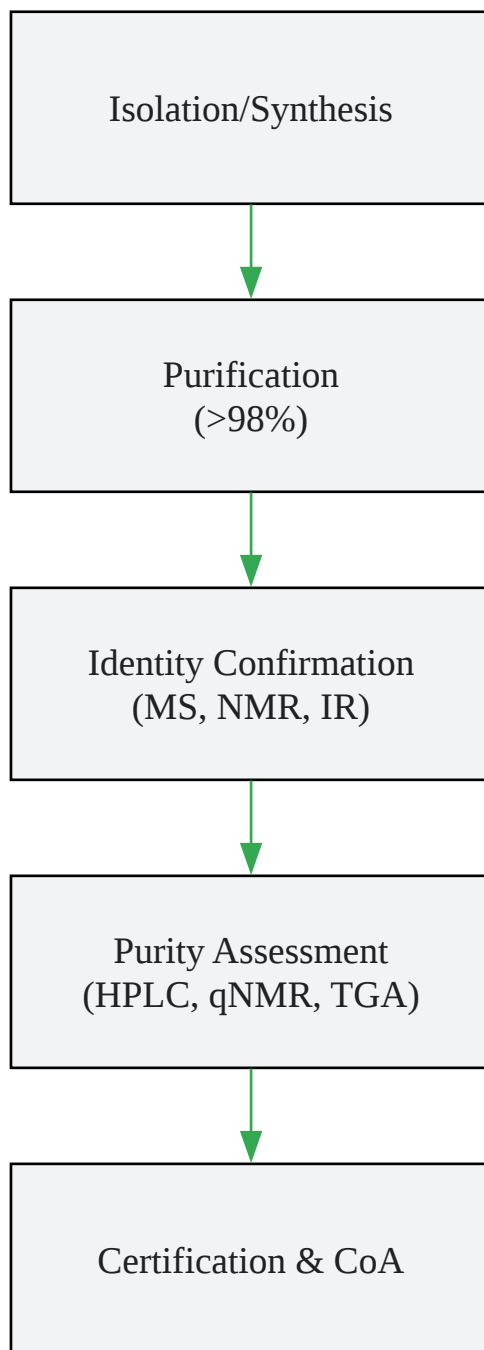 Isolation/Synthesis
Purification
(>98%)
Identity Confirmation
(MS, NMR, IR)
Purity Assessment
(HPLC, qNMR, TGA)
Certification & CoA